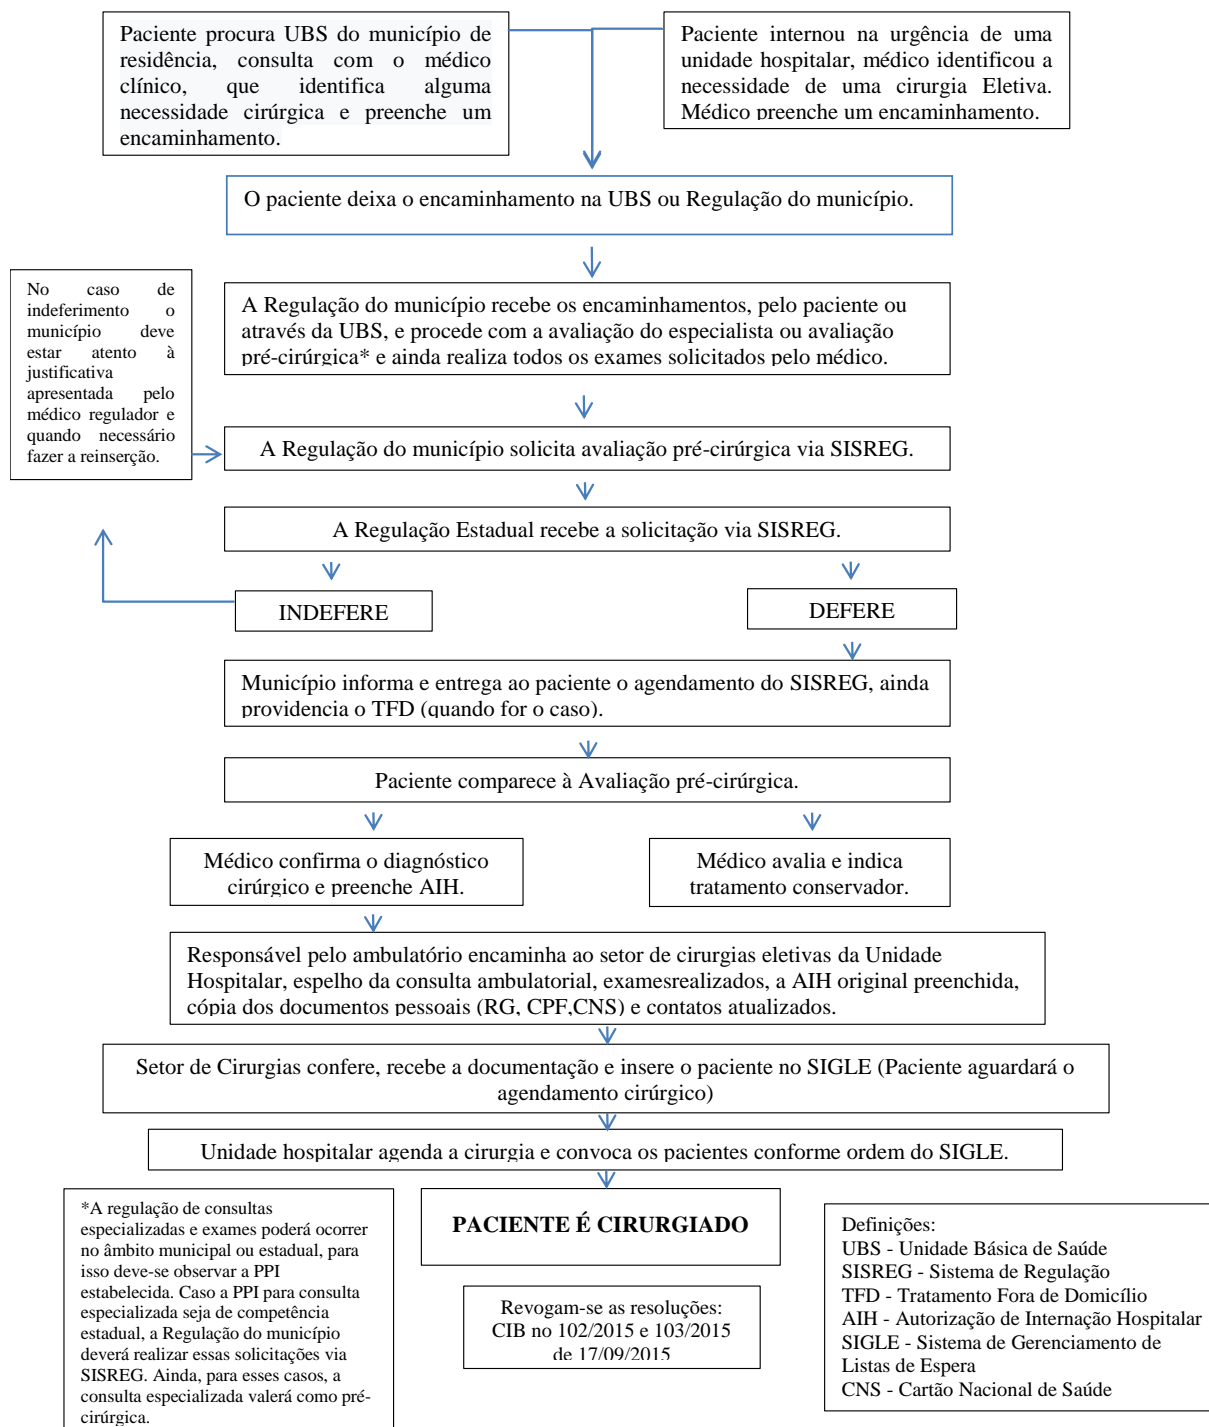 Paciente procura UBS do município de
residência, consulta com o médico
clínico, que identifica alguma
necessidade cirúrgica e preenche um
encaminhamento.
Paciente internou na urgência de uma
unidade hospitalar, médico identificou a
necessidade de uma cirurgia Eletiva.
Médico preenche um encaminhamento.
O paciente deixa o encaminhamento na UBS ou Regulação do município.
No caso de
indeferimento o
município deve
estar atento à
justificativa
apresentada pelo
médico regulador e
quando necessário
fazer a reinserção.
A Regulação do município recebe os encaminhamentos, pelo paciente ou
através da UBS, e procede com a avaliação do especialista ou avaliação
pré-cirúrgica* e ainda realiza todos os exames solicitados pelo médico.
A Regulação do município solicita avaliação pré-cirúrgica via SISREG.
A Regulação Estadual recebe a solicitação via SISREG.
INDEFERE
DEFERE
Município informa e entrega ao paciente o agendamento do SISREG, ainda
providencia o TFD (quando for o caso).
Paciente comparece à Avaliação pré-cirúrgica.
Médico confirma o diagnóstico
cirúrgico e preenche AIH.
Médico avalia e indica
tratamento conservador.
Responsável pelo ambulatório encaminha ao setor de cirurgias eletivas da Unidade
Hospitalar, espelho da consulta ambulatorial, examesrealizados, a AIH original preenchida,
cópia dos documentos pessoais (RG, CPF,CNS) e contatos atualizados.
Setor de Cirurgias confere, recebe a documentação e insere o paciente no SIGLE (Paciente aguardará o
agendamento cirúrgico)
Unidade hospitalar agenda a cirurgia e convoca os pacientes conforme ordem do SIGLE.
*A regulação de consultas
especializadas e exames poderá ocorrer
no âmbito municipal ou estadual, para
isso deve-se observar a PPI
estabelecida. Caso a PPI para consulta
especializada seja de competência
estadual, a Regulação do município
deverá realizar essas solicitações via
SISREG. Ainda, para esses casos, a
consulta especializada valerá como pré-
cirúrgica.
PACIENTE É CIRURGIADO
Revogam-se as resoluções:
CIB no 102/2015 e 103/2015
de 17/09/2015
Definições:
UBS - Unidade Básica de Saúde
SISREG - Sistema de Regulação
TFD - Tratamento Fora de Domicílio
AIH - Autorização de Internação Hospitalar
SIGLE - Sistema de Gerenciamento de
Listas de Espera
CNS - Cartão Nacional de Saúde